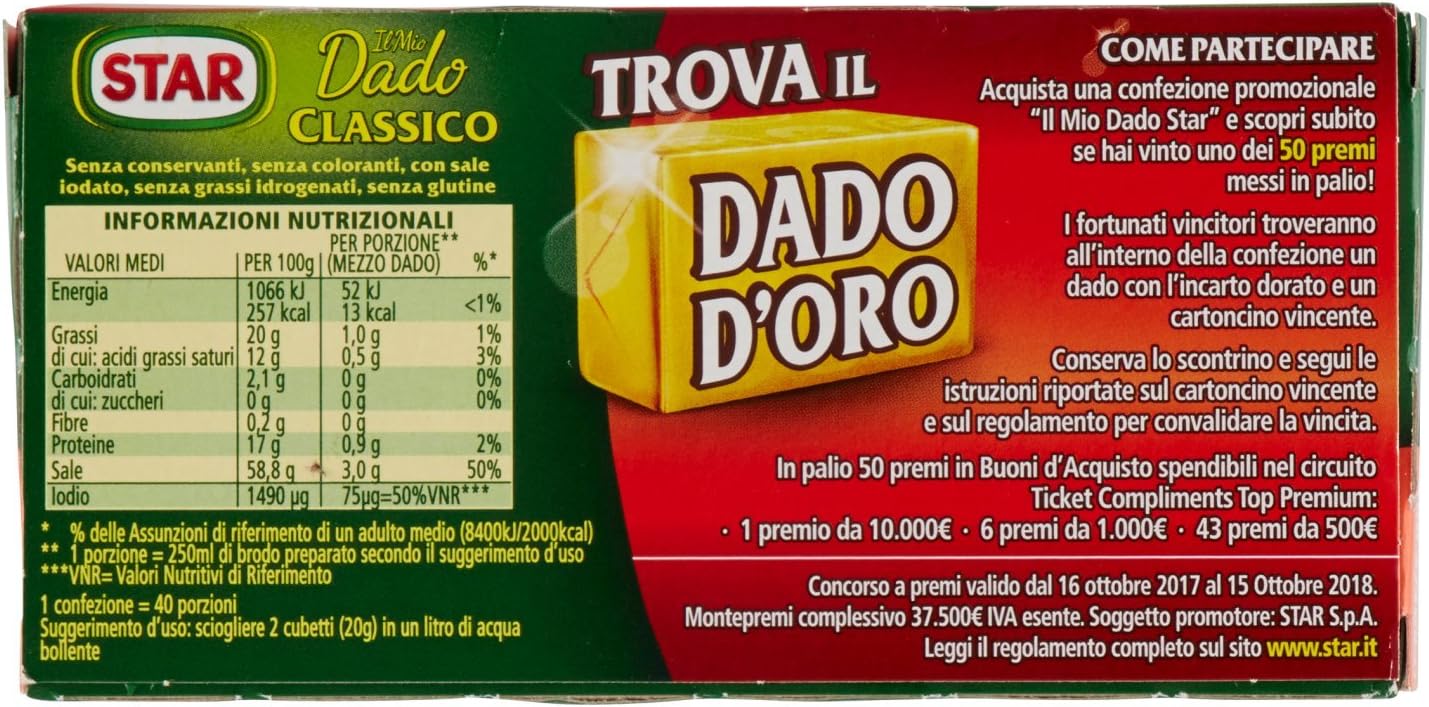 STAR
Il Mio
Dado
CLASSICO
Senza conservanti, senza coloranti, con sale
iodato, senza grassi idrogenati, senza glutine
INFORMAZIONI NUTRIZIONALI
VALORI MEDI PER 100g PER PORZIONE** (MEZZO DADO) %*
Energia 1066 kJ 52 kJ
257 kcal 13 kcal <1%
Grassi 20 g 1,0 g 1%
di cui: acidi grassi saturi 12 g 0,5 g 3%
Carboidrati 2,1 g 0 g 0%
di cui: zuccheri 0 g 0 g 0%
Fibre 0,2 g 0 g
Proteine 17 g 0,9 g 2%
Sale 58,8 g 3,0 g 50%
Iodio 1490 µg 75µg=50%VNR***
* % delle Assunzioni di riferimento di un adulto medio (8400kJ/2000kcal)
** 1 porzione = 250ml di brodo preparato secondo il suggerimento d'uso
***VNR= Valori Nutritivi di Riferimento
1 confezione = 40 porzioni
Suggerimento d'uso: sciogliere 2 cubetti (20g) in un litro di acqua
bollente
TROVA IL
DADO
D'ORO
COME PARTECIPARE
Acquista una confezione promozionale
"Il Mio Dado Star" e scopri subito
se hai vinto uno dei 50 premi
messi in palio!
I fortunati vincitori troveranno
all'interno della confezione un
dado con l'incarto dorato e un
cartoncino vincente.
Conserva lo scontrino e segui le
istruzioni riportate sul cartoncino vincente
e sul regolamento per convalidare la vincita.
In palio 50 premi in Buoni d'Acquisto spendibili nel circuito
Ticket Compliments Top Premium:
· 1 premio da 10.000€ · 6 premi da 1.000€ · 43 premi da 500€
Concorso a premi valido dal 16 ottobre 2017 al 15 Ottobre 2018.
Montepremi complessivo 37.500€ IVA esente. Soggetto promotore: STAR S.p.A.
Leggi il regolamento completo sul sito www.star.it